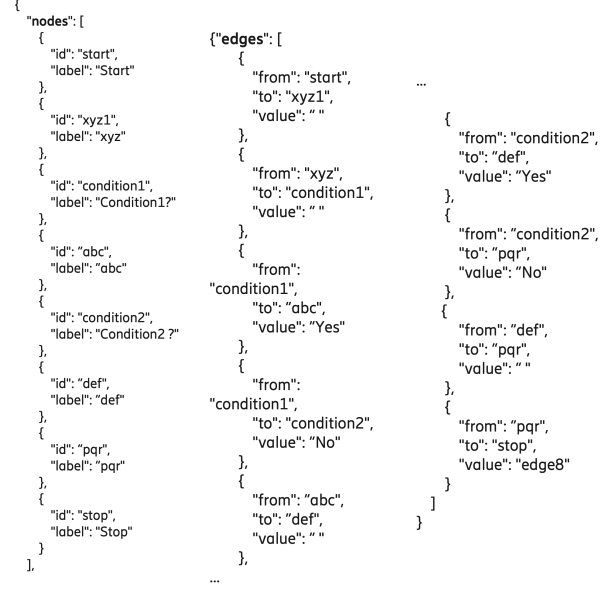 {
"nodes": [
{
"id": "start",
"label": "Start"
},
{
"id": "xyz1",
"label": "xyz"
},
{
"id": "condition1",
"label": "Condition1?"
},
{
"id": "abc",
"label": "abc"
},
{
"id": "condition2",
"label": "Condition2 ?"
},
{
"id": "def",
"label": "def"
},
{
"id": "pqr",
"label": "pqr"
},
{
"id": "stop",
"label": "Stop"
}
],
{"edges": [
{
"from": "start",
"to": "xyz1",
"value": " "
},
{
"from": "xyz",
"to": "condition1",
"value": " "
},
{
"from":
"condition1",
"to": "abc",
"value": "Yes"
},
{
"from":
"condition1",
"to": "condition2",
"value": "No"
},
{
"from": "abc",
"to": "def",
"value": " "
},
...
...
{
"from": "condition2",
"to": "def",
"value": "Yes"
},
{
"from": "condition2",
"to": "pqr",
"value": "No"
},
{
"from": "def",
"to": "pqr",
"value": " "
},
{
"from": "pqr",
"to": "stop",
"value": "edge8"
}
]
}